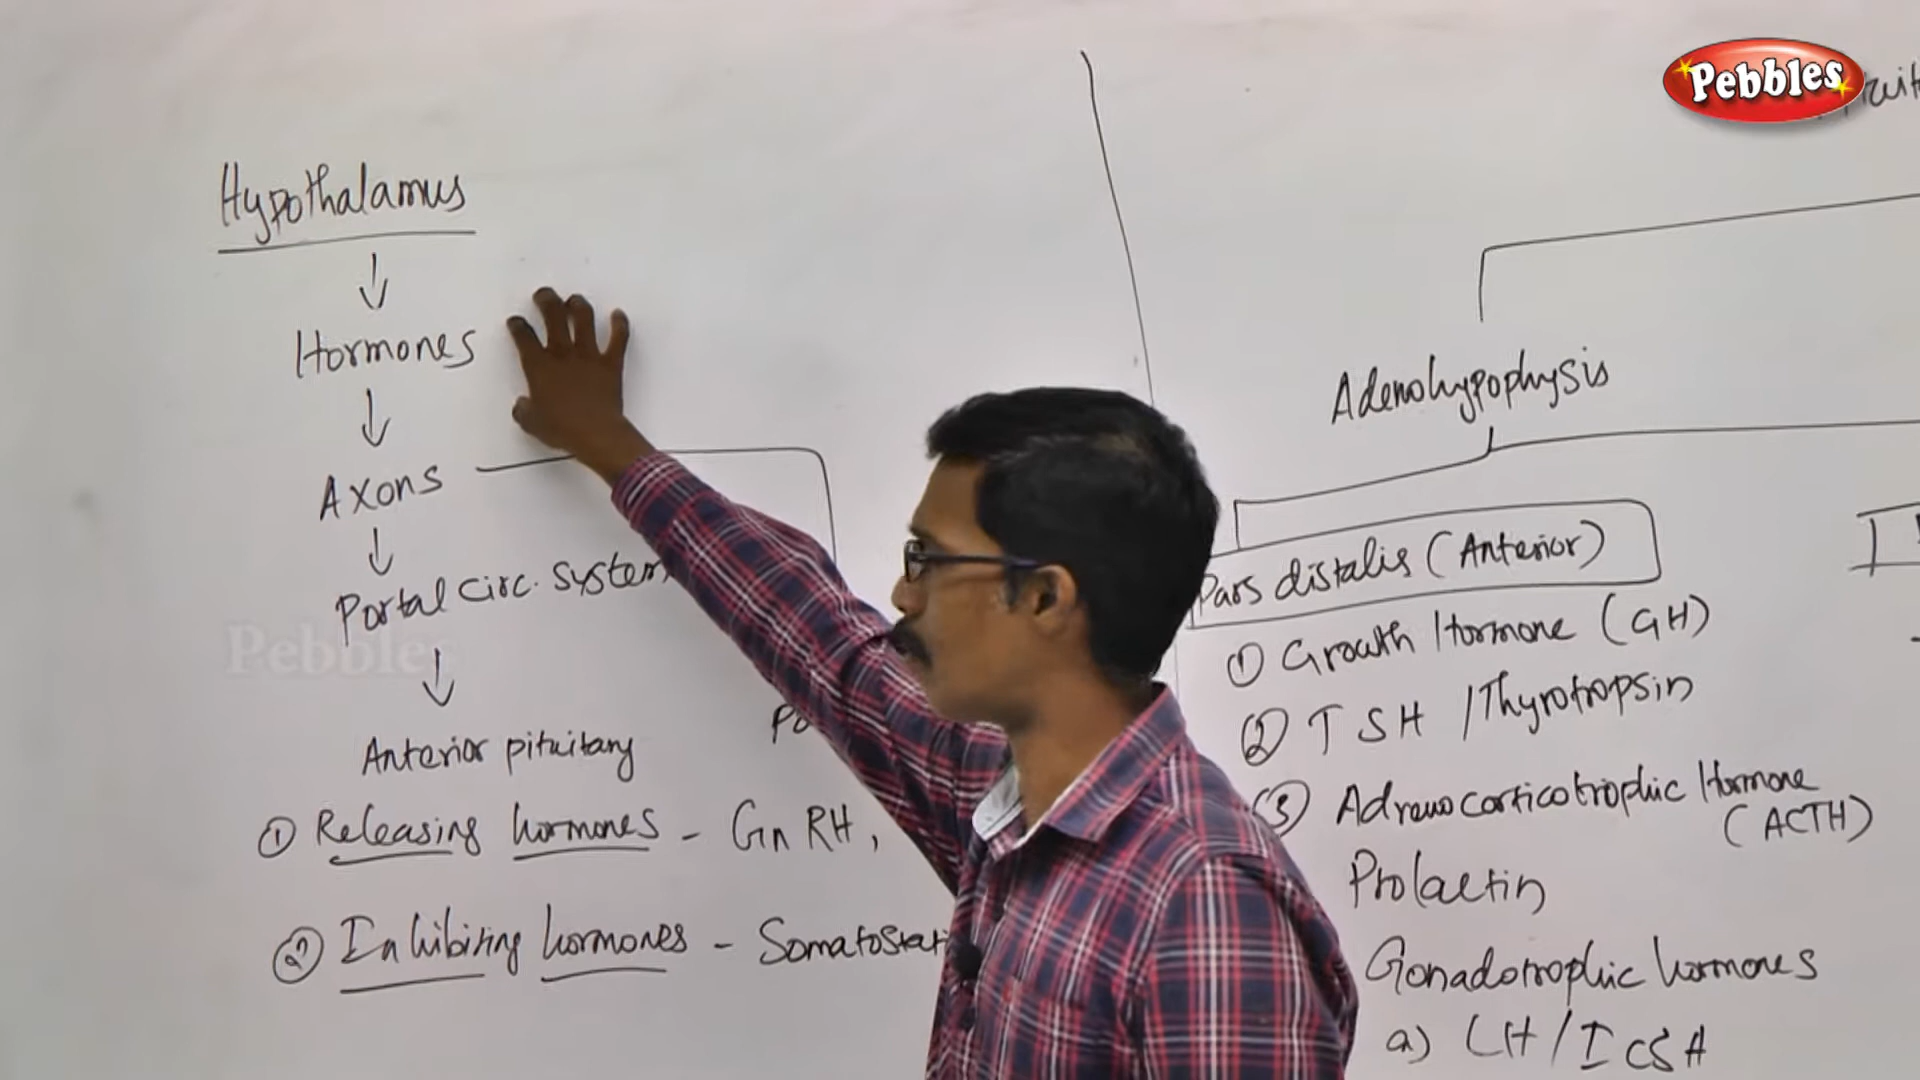 Pebbles
Hypothalamus
Hormones
Axons
Portal circ. system
Pebbles
Anterior pituitary
① Releasing hormones - GnRH,
② Inhibiting hormones - Somatostati
Adenohypophysis
Pars distalis (Anterior)
① Growth Hormone (GH)
② TSH / Thyrotropsin
③ Adrenocorticotrophic Hormone
(ACTH)
Prolactin
Gonadotrophic hormones
a) LH / ICSH